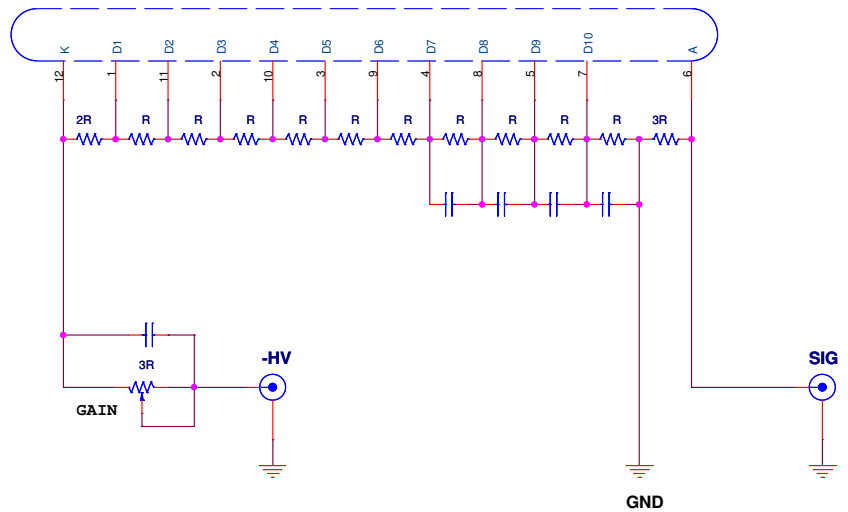 K D1 D2 D3 D4 D5 D6 D7 D8 D9 D10 A
12 1 11 2 10 3 9 4 8 5 7 6
2R R R R R R R R R R R 3R
3R
GAIN
-HV
SIG
GND